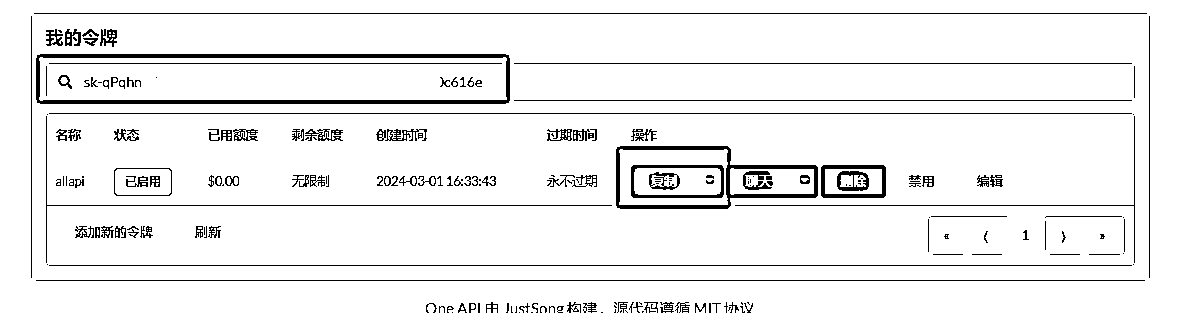 我的令牌
sk-qPqhn c616e
名称 状态 已用额度 剩余额度 创建时间 过期时间 操作
allapi 已启用 $0.00 无限制 2024-03-01 16:33:43 永不过期 复制 聊天 删除 禁用 编辑
添加新的令牌 刷新 « ⟨ 1 ⟩ »
One API 由 JustSong 构建，源代码遵循 MIT 协议